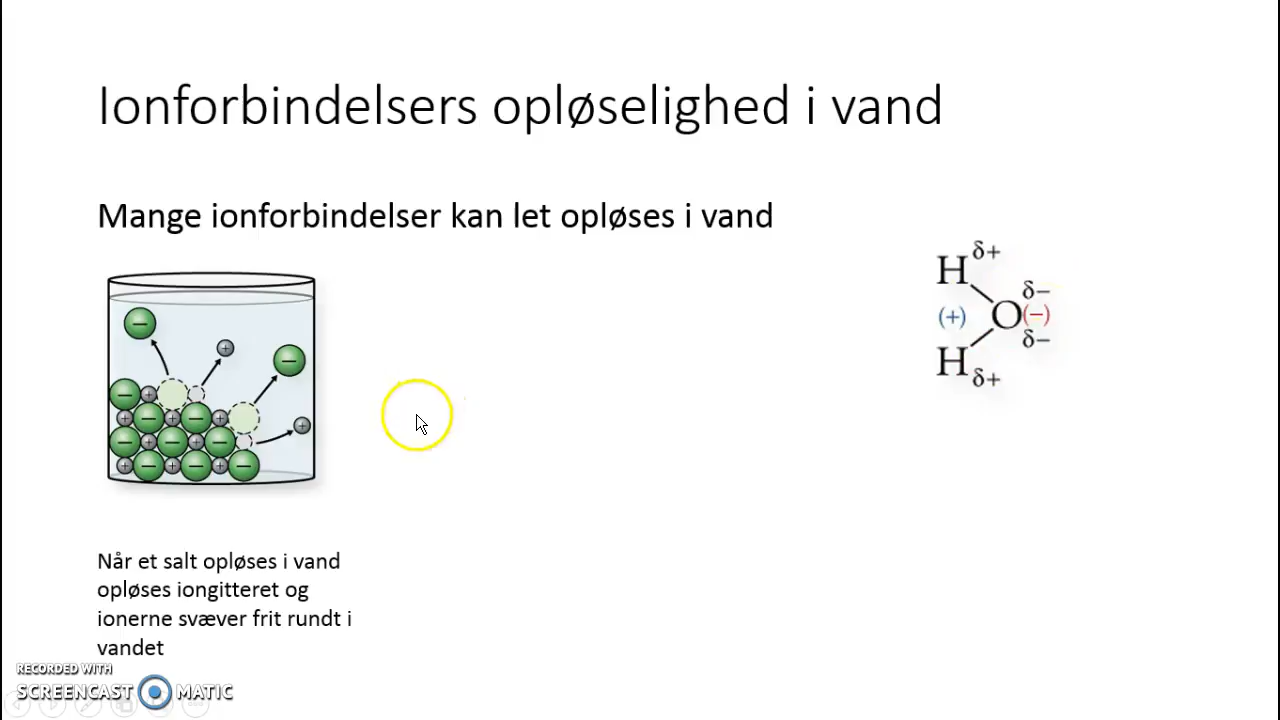 Ionforbindelsers opløselighed i vand
Mange ionforbindelser kan let opløses i vand
H δ+
δ−
(+) O (−)
δ−
H δ+
Når et salt opløses i vand
opløses iongitteret og
ionerne svæver frit rundt i
vandet
RECORDED WITH
SCREENCAST MATIC